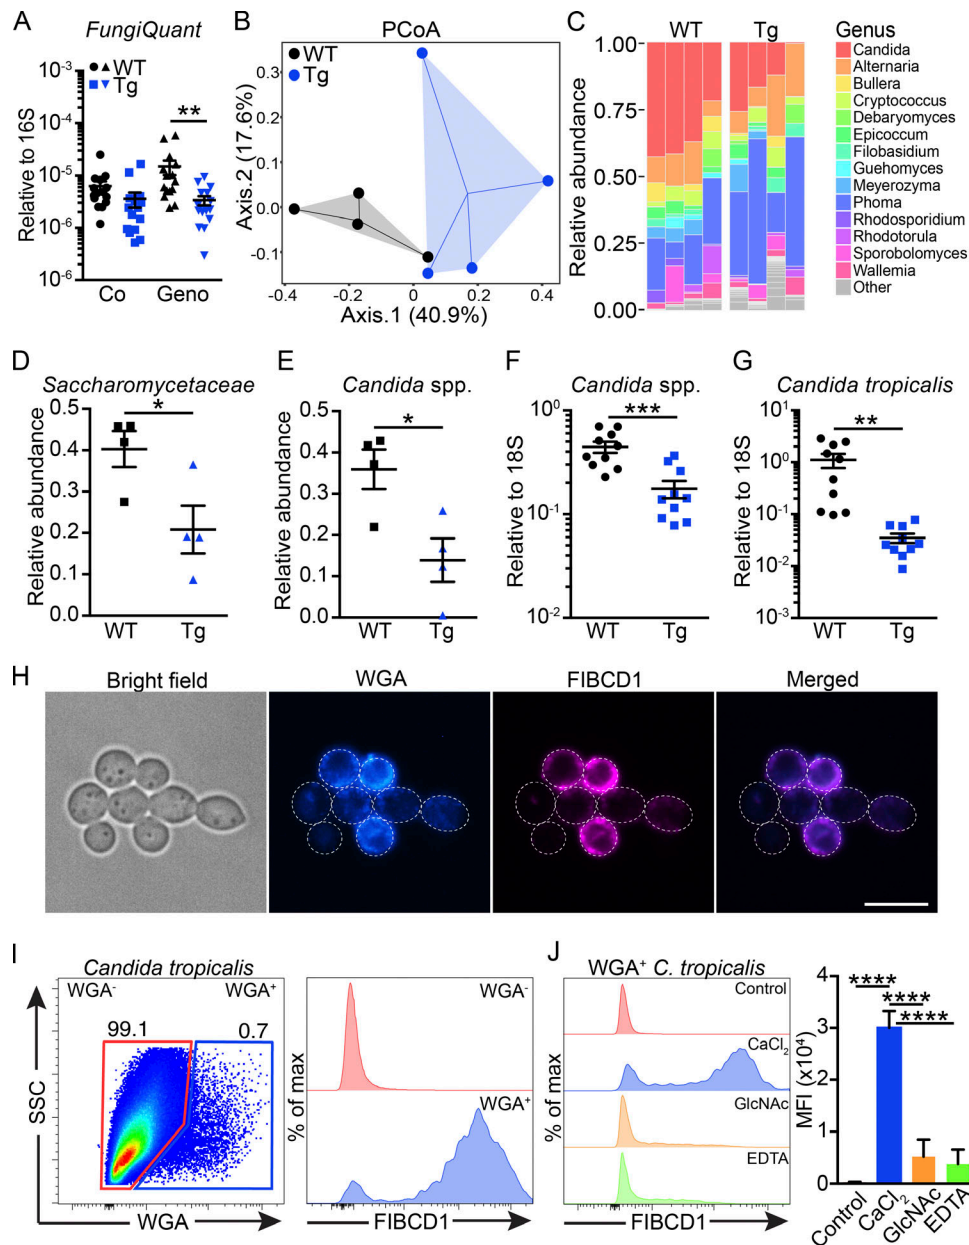 A
FungiQuant
WT
Tg
**
Relative to 16S
10-3
10-4
10-5
10-6
10-6
Co
Geno
B
PCoA
WT
Tg
Axis.2 (17.6%)
0.3
0.2
0.1
0.0
-0.1
-0.4
-0.2
0.0
0.2
0.4
Axis.1 (40.9%)
C
WT
Tg
Relative abundance
1.00
0.75
0.50
0.25
0.00
Genus
Candida
Alternaria
Bullera
Cryptococcus
Debaryomyces
Epicoccum
Filobasidium
Guehomyces
Meyerozyma
Phoma
Rhodosporidium
Rhodotorula
Sporobolomyces
Wallemia
Other
D
Saccharomycetaceae
*
Relative abundance
0.5
0.4
0.3
0.2
0.1
0.0
WT
Tg
E
Candida spp.
*
Relative abundance
0.5
0.4
0.3
0.2
0.1
0.0
WT
Tg
F
Candida spp.
***
Relative to 18S
100
10-1
10-2
WT
Tg
G
Candida tropicalis
**
Relative to 18S
101
100
10-1
10-2
10-3
WT
Tg
H
Bright field
WGA
FIBCD1
Merged
I
Candida tropicalis
WGA-
WGA+
99.1
0.7
SSC
WGA
% of max
WGA-
WGA+
FIBCD1
J
WGA+ C. tropicalis
% of max
Control
CaCl2
GlcNAc
EDTA
FIBCD1
MFI (x104)
4
3
2
1
0
****
****
****
Control
CaCl2
GlcNAc
EDTA